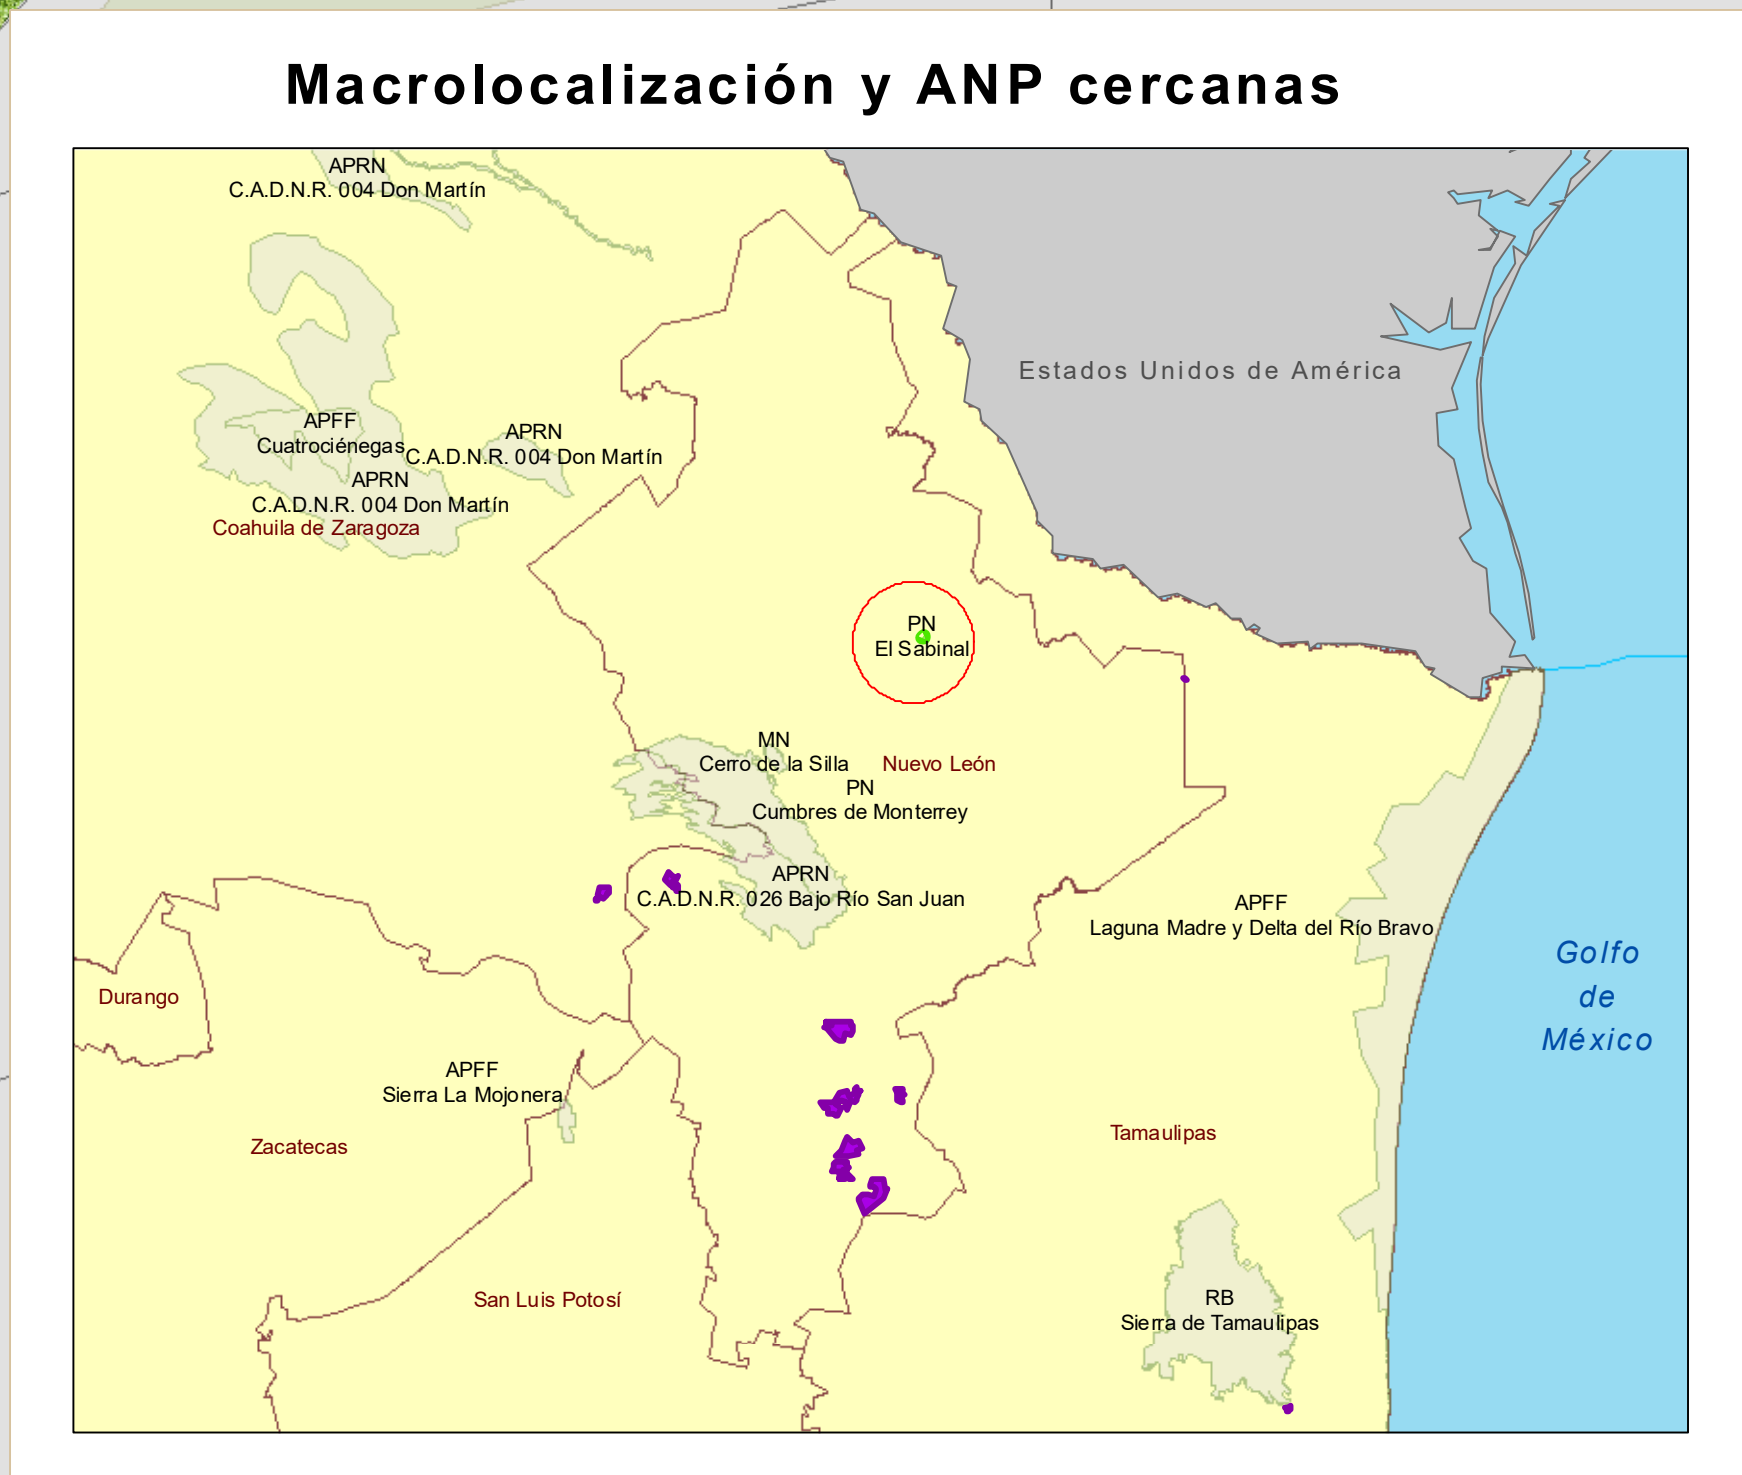 Macrolocalización y ANP cercanas
APRN
C.A.D.N.R. 004 Don Martín
Estados Unidos de América
APFF
Cuatrociénegas
APRN
C.A.D.N.R. 004 Don Martín
APRN
C.A.D.N.R. 004 Don Martín
Coahuila de Zaragoza
PN
El Sabinal
MN
Cerro de la Silla
Nuevo León
PN
Cumbres de Monterrey
APRN
C.A.D.N.R. 026 Bajo Río San Juan
APFF
Laguna Madre y Delta del Río Bravo
Golfo
de
México
Durango
APFF
Sierra La Mojonera
Zacatecas
Tamaulipas
San Luis Potosí
RB
Sierra de Tamaulipas